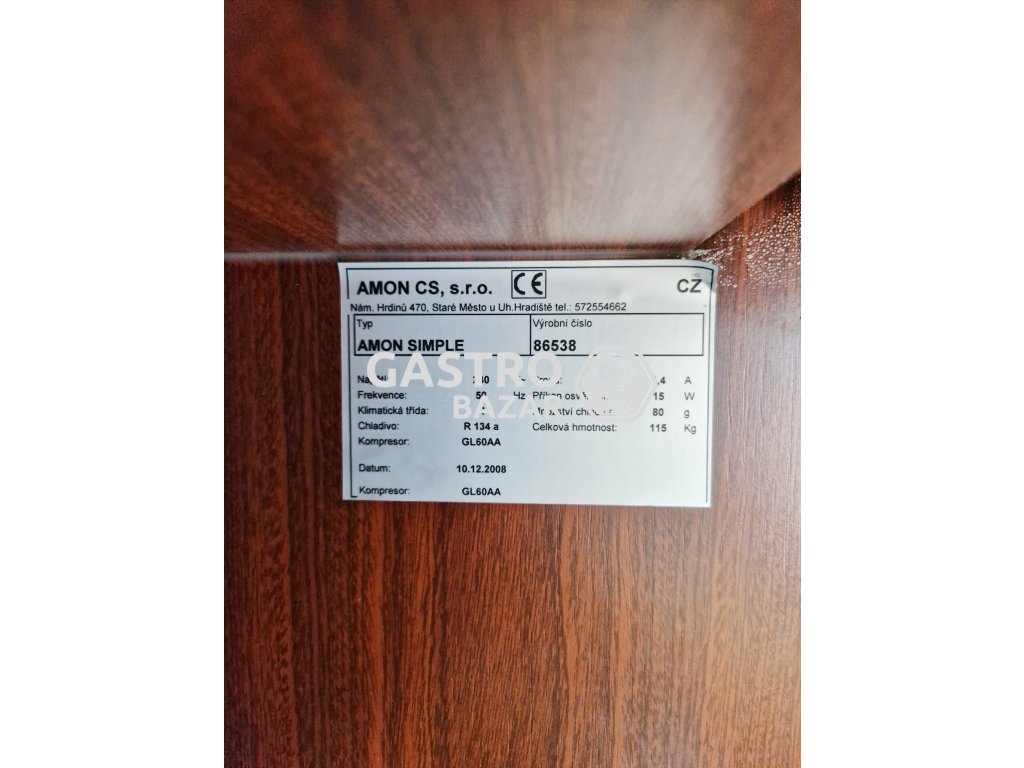 AMON CS, s.r.o. CE CZ
Nám. Hrdinů 470, Staré Město u Uh.Hradiště tel.: 572554662
Typ Výrobní číslo
AMON SIMPLE 86538
GASTRO
BAZAR
Frekvence: 50 Hz 15 W
Klimatická třída: 80 g
Chladivo: R 134 a Celková hmotnost: 115 Kg
Kompresor: GL60AA
Datum: 10.12.2008
Kompresor: GL60AA